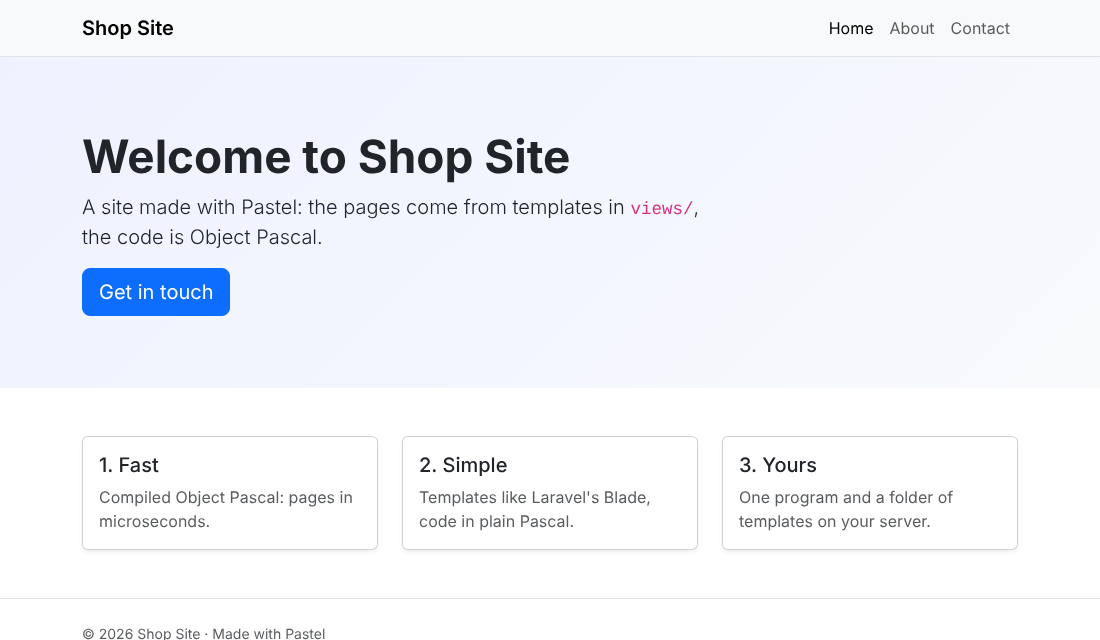 Shop Site
Home About Contact
Welcome to Shop Site
A site made with Pastel: the pages come from templates in views/,
the code is Object Pascal.
Get in touch
1. Fast
Compiled Object Pascal: pages in
microseconds.
2. Simple
Templates like Laravel's Blade,
code in plain Pascal.
3. Yours
One program and a folder of
templates on your server.
© 2026 Shop Site · Made with Pastel